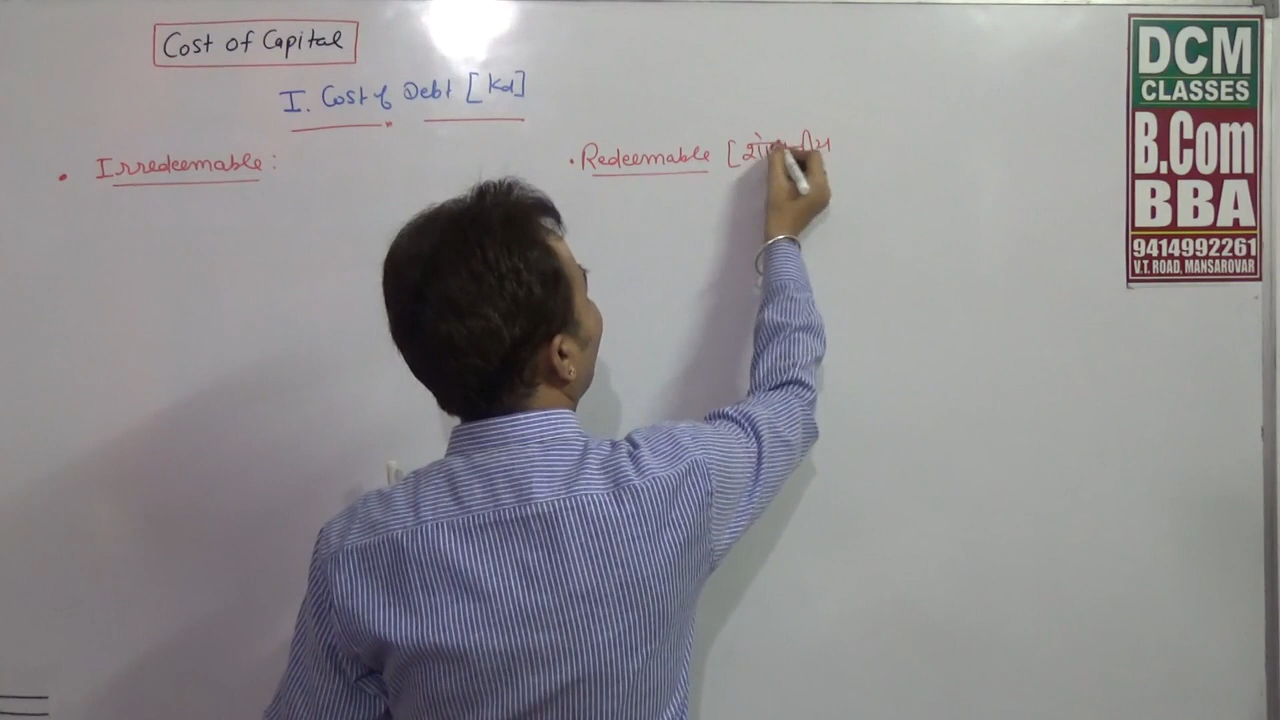 Cost of Capital
I. Cost of Debt [Kd]
• Irredeemable:
• Redeemable [
DCM
CLASSES
B.Com
BBA
9414992261
V.T. ROAD, MANSAROVAR